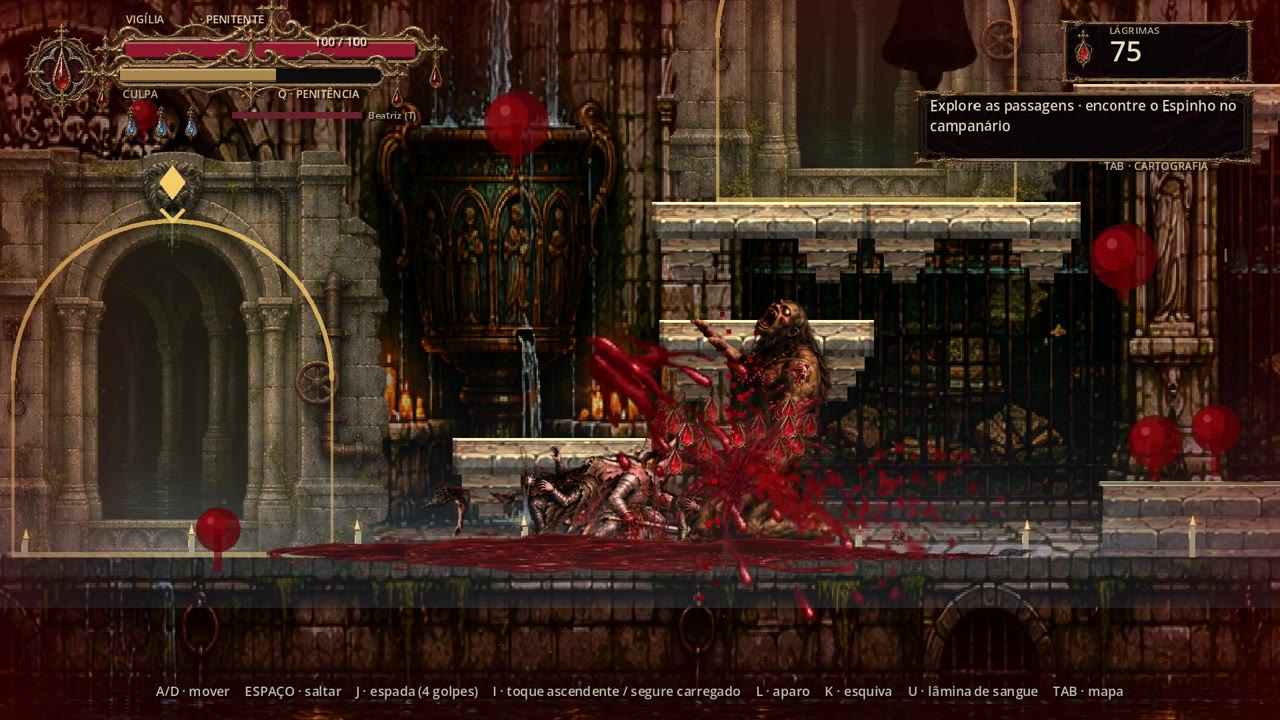 VIGÍLIA · PENITENTE
100 / 100
CULPA
Q · PENITÊNCIA
Beatriz (T)
LÁGRIMAS
75
Explore as passagens · encontre o Espinho no
campanário
TAB · CARTOGRAFIA
A/D · mover ESPAÇO · saltar J · espada (4 golpes) I · toque ascendente / segure carregado L · aparo K · esquiva U · lâmina de sangue TAB · mapa